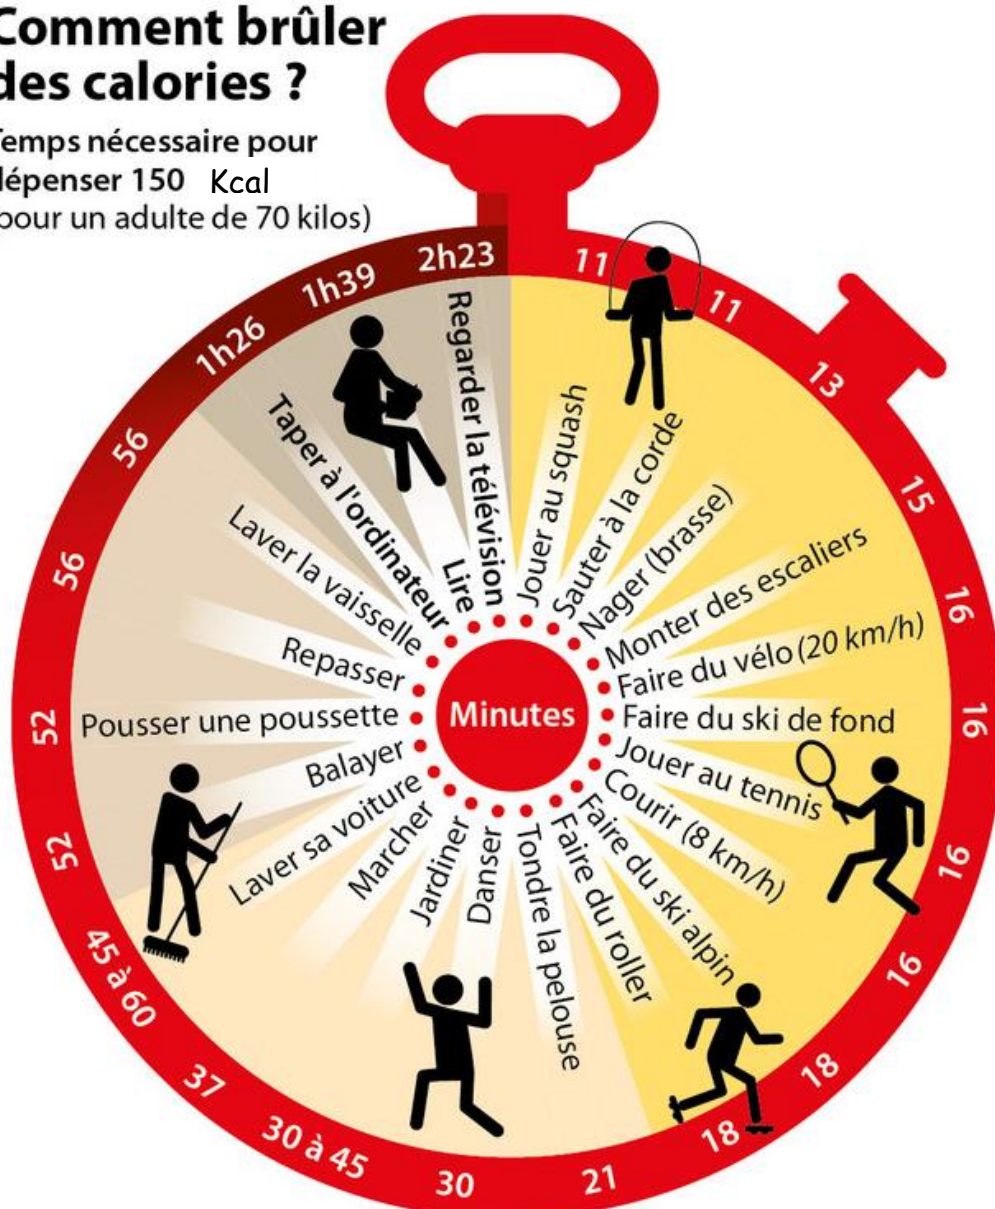 Comment brûler
des calories ?
Temps nécessaire pour
dépenser 150 Kcal
pour un adulte de 70 kilos)
11
11
13
15
16
16
16
16
18
18
21
30
30 à 45
37
45 à 60
52
52
56
56
1h26
1h39
2h23
Jouer au squash
Sauter à la corde
Nager (brasse)
Monter des escaliers
Faire du vélo (20 km/h)
Faire du ski de fond
Jouer au tennis
Courir (8 km/h)
Faire du ski alpin
Faire du roller
Tondre la pelouse
Danser
Jardiner
Marcher
Laver sa voiture
Balayer
Pousser une poussette
Repasser
Laver la vaisselle
Taper à l'ordinateur
Lire
Regarder la télévision
Minutes